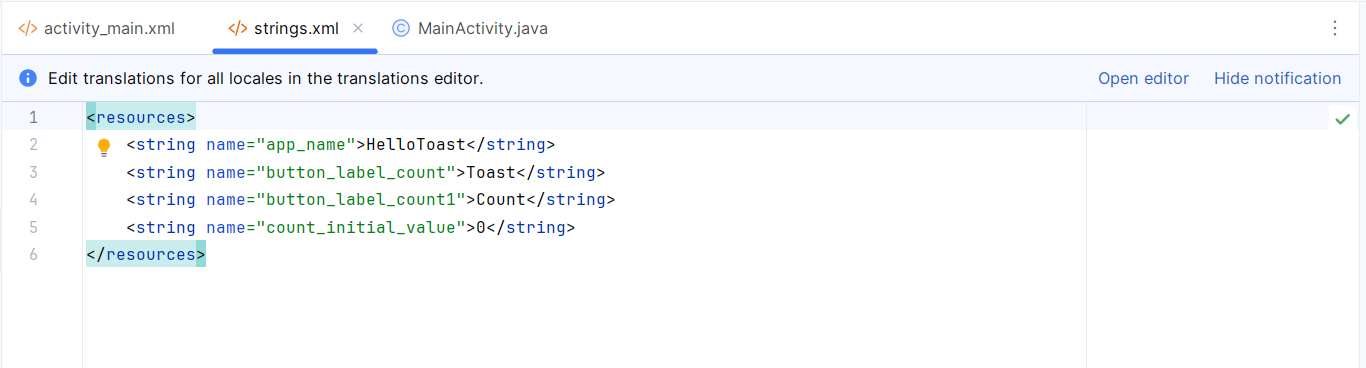 activity_main.xml strings.xml MainActivity.java
Edit translations for all locales in the translations editor. Open editor Hide notification
1 <resources>
2 <string name="app_name">HelloToast</string>
3 <string name="button_label_count">Toast</string>
4 <string name="button_label_count1">Count</string>
5 <string name="count_initial_value">0</string>
6 </resources>